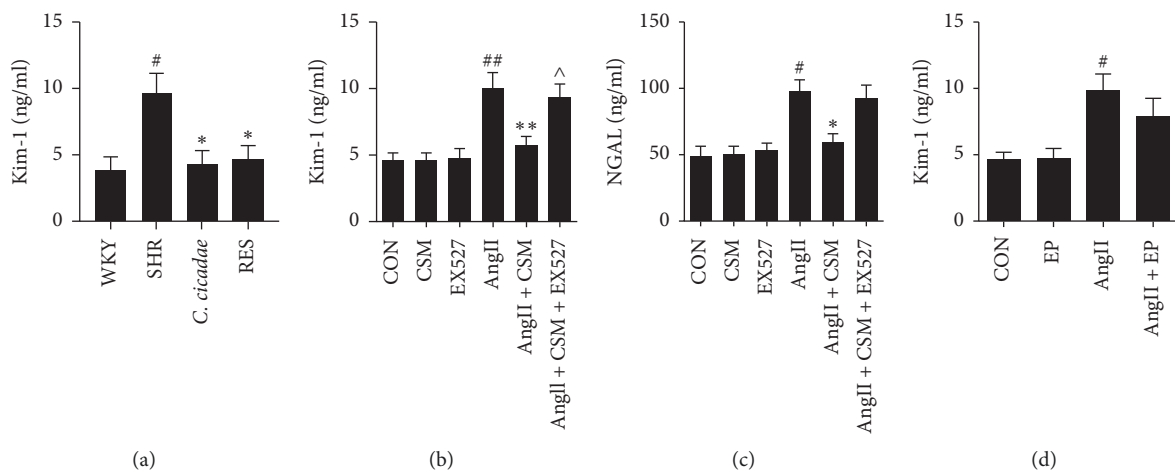 Kim-1 (ng/ml)
15
10
5
0
#
*
*
WKY
SHR
C. cicadae
RES
(a)
Kim-1 (ng/ml)
15
10
5
0
##
**
^
CON
CSM
EX527
AngII
AngII + CSM
AngII + CSM + EX527
(b)
NGAL (ng/ml)
150
100
50
0
#
*
CON
CSM
EX527
AngII
AngII + CSM
AngII + CSM + EX527
(c)
Kim-1 (ng/ml)
15
10
5
0
#
CON
EP
AngII
AngII + EP
(d)